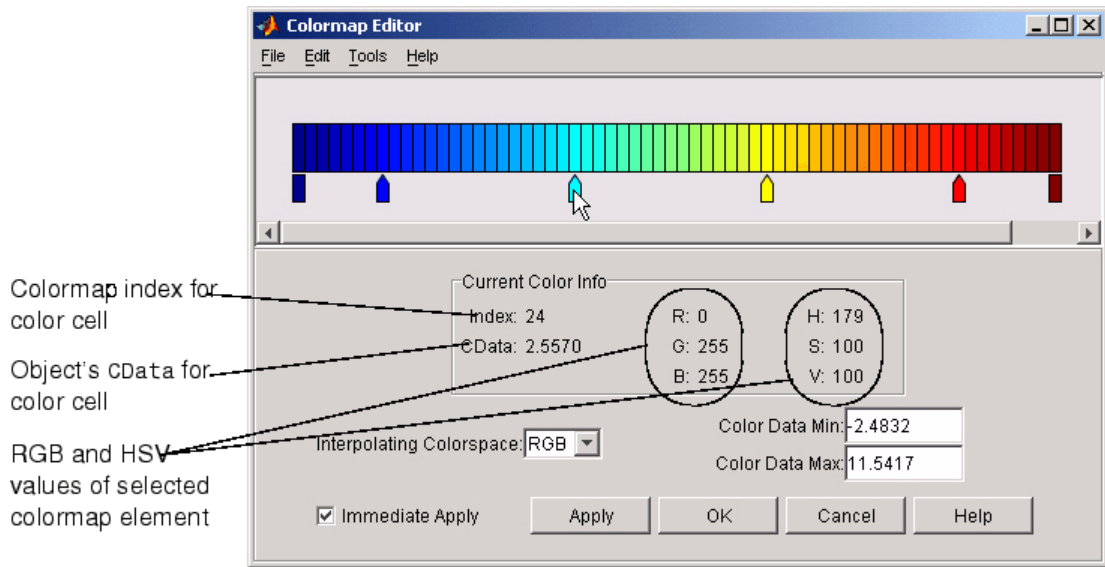 Colormap Editor
File Edit Tools Help
Current Color Info
Index: 24
CData: 2.5570
R: 0
G: 255
B: 255
H: 179
S: 100
V: 100
Colormap index for
color cell
Object's CData for
color cell
RGB and HSV
values of selected
colormap element
Interpolating Colorspace: RGB
Color Data Min: -2.4832
Color Data Max: 11.5417
Immediate Apply
Apply
OK
Cancel
Help